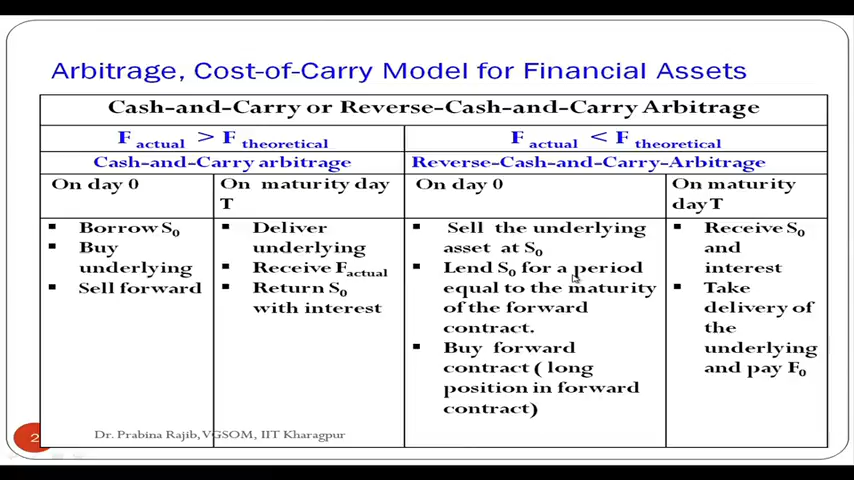 Arbitrage, Cost-of-Carry Model for Financial Assets
Cash-and-Carry or Reverse-Cash-and-Carry Arbitrage
F actual > F theoretical
F actual < F theoretical
Cash-and-Carry arbitrage
Reverse-Cash-and-Carry-Arbitrage
On day 0
On maturity day
T
On day 0
On maturity
day T
▪ Borrow S0
▪ Buy
underlying
▪ Sell forward
▪ Deliver
underlying
▪ Receive Factual
▪ Return S0
with interest
▪ Sell the underlying
asset at S0
▪ Lend S0 for a period
equal to the maturity
of the forward
contract.
▪ Buy forward
contract ( long
position in forward
contract)
▪ Receive S0
and
interest
▪ Take
delivery of
the
underlying
and pay F0
2
Dr. Prabina Rajib, VGSOM, IIT Kharagpur